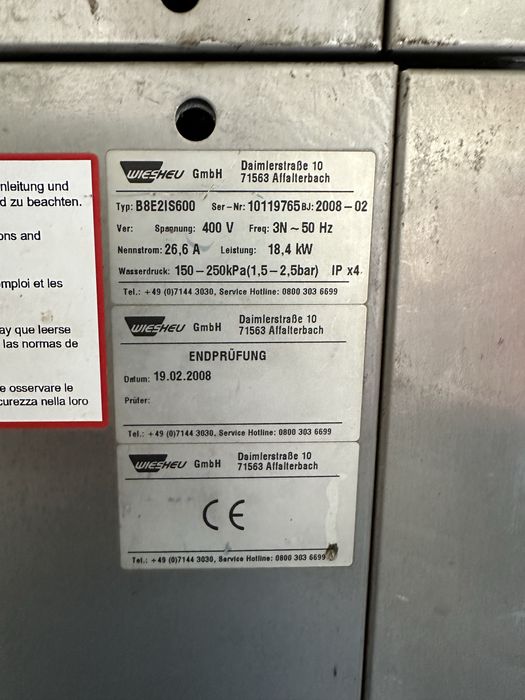 nleitung und
d zu beachten.
ons and
mploi et les
ay que leerse
las normas de
e osservare le
curezza nella loro
WIESHEU GmbH Daimlerstraße 10
71563 Affalterbach
Typ: B8E2IS600 Ser-Nr: 10119765 BJ: 2008-02
Ver: Spagnung: 400 V Freq: 3N~50 Hz
Nennstrom: 26,6 A Leistung: 18,4 kW
Wasserdruck: 150-250kPa(1,5-2,5bar) IP x4
Tel.: +49 (0)7144 3030, Service Hotline: 0800 303 6699
WIESHEU GmbH Daimlerstraße 10
71563 Affalterbach
ENDPRÜFUNG
Datum: 19.02.2008
Prüfer:
Tel.: +49 (0)7144 3030, Service Hotline: 0800 303 6699
WIESHEU GmbH Daimlerstraße 10
71563 Affalterbach
CE
Tel.: +49 (0)7144 3030, Service Hotline: 0800 303 6699